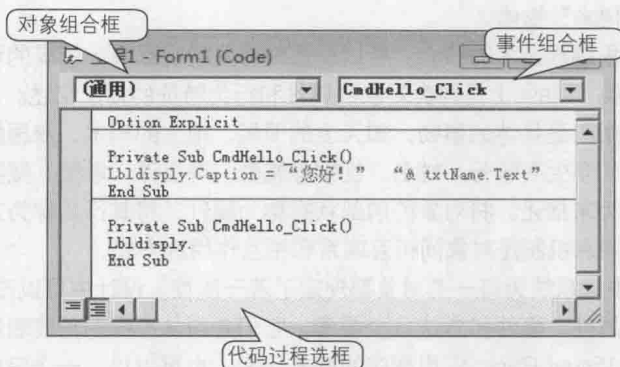 对象组合框
事件组合框
1 - Form1 (Code)
(通用)
CmdHello_Click
Option Explicit
Private Sub CmdHello_Click()
Lbldisply.Caption = “您好！” “& txtName.Text”
End Sub
Private Sub CmdHello_Click()
Lbldisply.
End Sub
代码过程选框